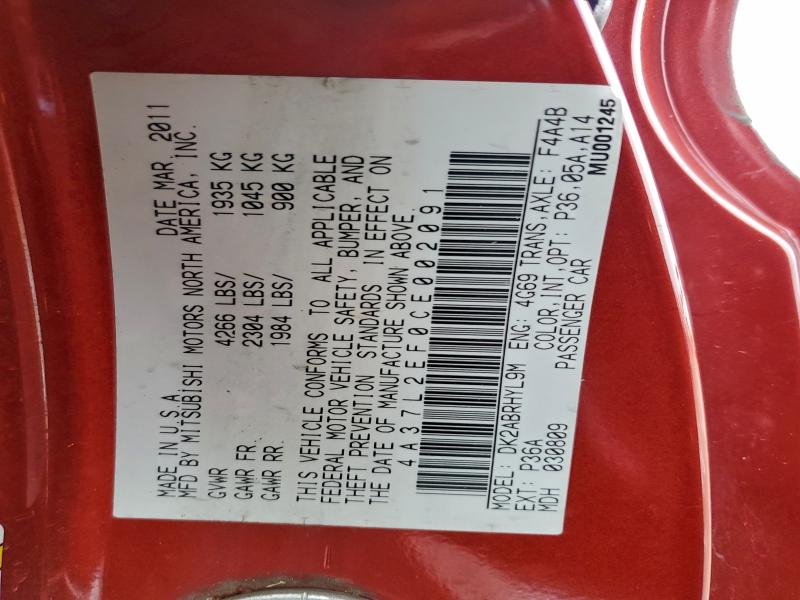 MADE IN U.S.A. DATE MAR. 2011
MFD BY MITSUBISHI MOTORS NORTH AMERICA, INC.
GVWR 4266 LBS/ 1935 KG
GAWR FR. 2304 LBS/ 1045 KG
GAWR RR. 1984 LBS/ 900 KG
THIS VEHICLE CONFORMS TO ALL APPLICABLE
FEDERAL MOTOR VEHICLE SAFETY, BUMPER, AND
THEFT PREVENTION STANDARDS IN EFFECT ON
THE DATE OF MANUFACTURE SHOWN ABOVE.
4A37L2EF0CE002091
MODEL: DK2ABRHYL9M ENG: 4G69 TRANS,AXLE: F4A4B
EXT: P36A COLOR,INT,OPT: P36,05A,A14
MDH 030809 PASSENGER CAR MU001245